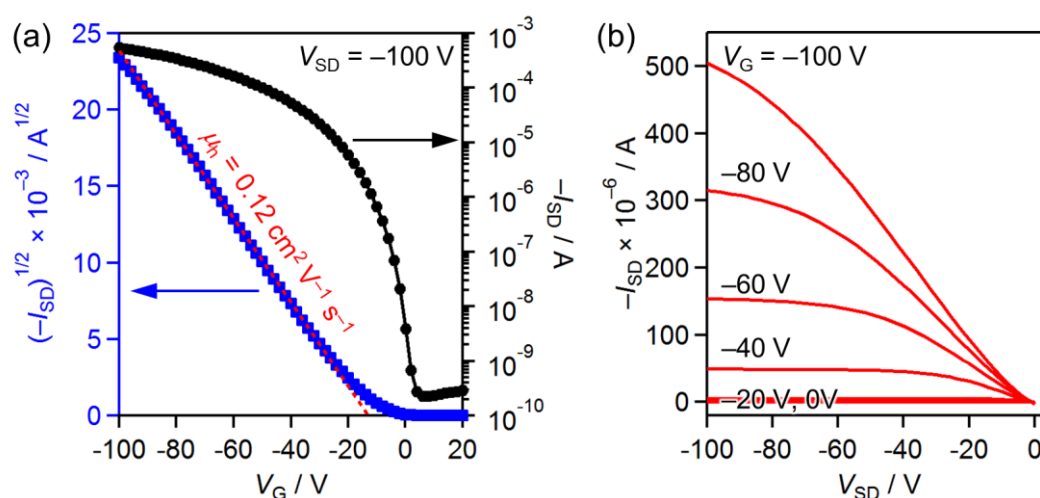 (a)
V_SD = –100 V
μ_h = 0.12 cm² V⁻¹ s⁻¹
(–I_SD)^1/2 × 10⁻³ / A^1/2
25
20
15
10
5
0
10⁻³
10⁻⁴
10⁻⁵
10⁻⁶
10⁻⁷
10⁻⁸
10⁻⁹
10⁻¹⁰
–I_SD / A
-100 -80 -60 -40 -20 0 20
V_G / V
(b)
V_G = –100 V
–80 V
–60 V
–40 V
–20 V, 0V
–I_SD × 10⁻⁶ / A
500
400
300
200
100
0
-100 -80 -60 -40 -20 0
V_SD / V